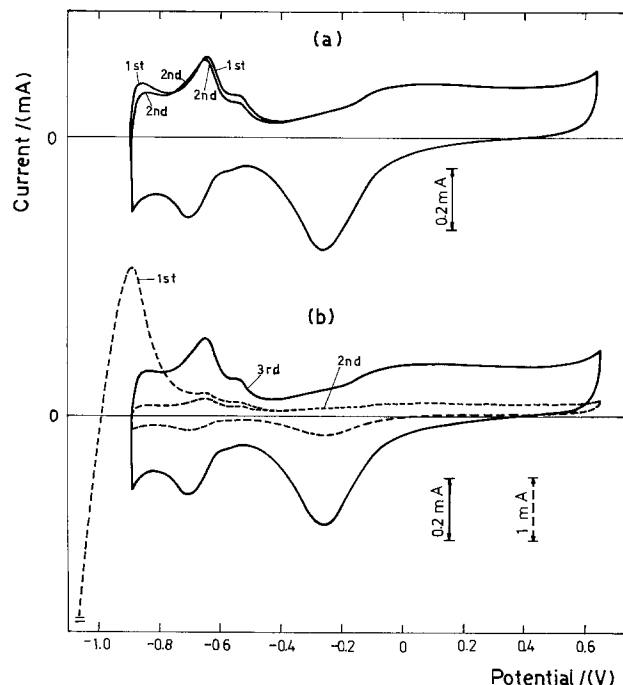 (a)
1st
2nd
1st
2nd
2nd
Current /(mA)
0
0.2 mA
1st
(b)
3rd
2nd
0
0.2 mA
1 mA
-1.0
-0.8
-0.6
-0.4
-0.2
0
0.2
0.4
0.6
Potential /(V)